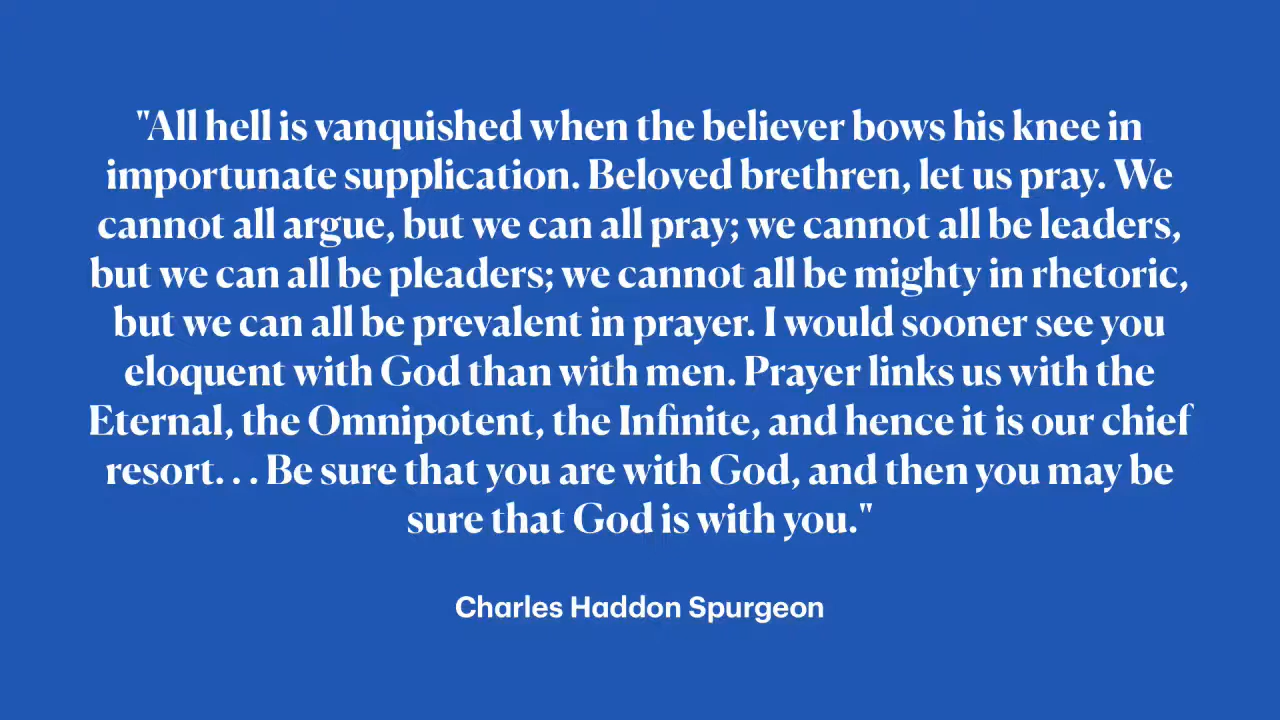 "All hell is vanquished when the believer bows his knee in
importunate supplication. Beloved brethren, let us pray. We
cannot all argue, but we can all pray; we cannot all be leaders,
but we can all be pleaders; we cannot all be mighty in rhetoric,
but we can all be prevalent in prayer. I would sooner see you
eloquent with God than with men. Prayer links us with the
Eternal, the Omnipotent, the Infinite, and hence it is our chief
resort. . . Be sure that you are with God, and then you may be
sure that God is with you."
Charles Haddon Spurgeon